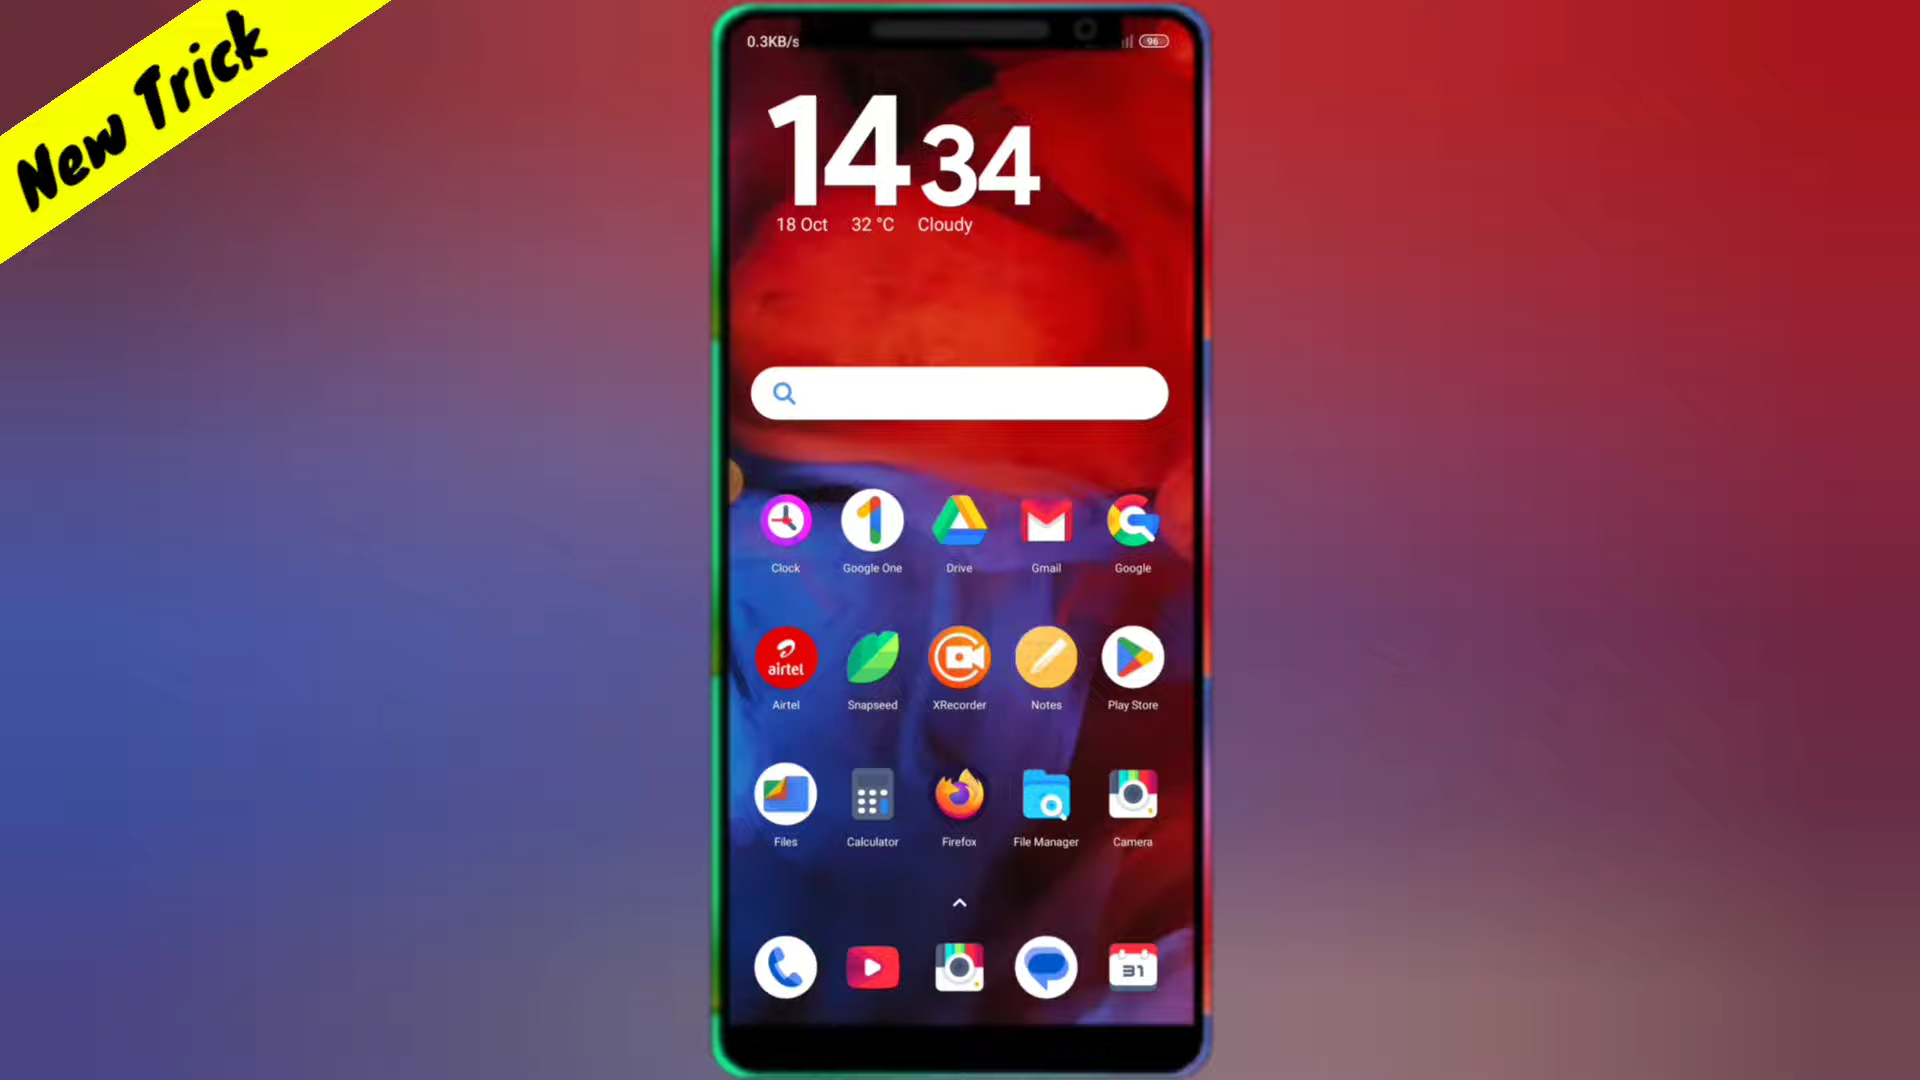 New Trick
0.3KB/s
96
14 34
18 Oct 32 °C Cloudy
Clock Google One Drive Gmail Google
airtel
Airtel Snapseed XRecorder Notes Play Store
Files Calculator Firefox File Manager Camera
31